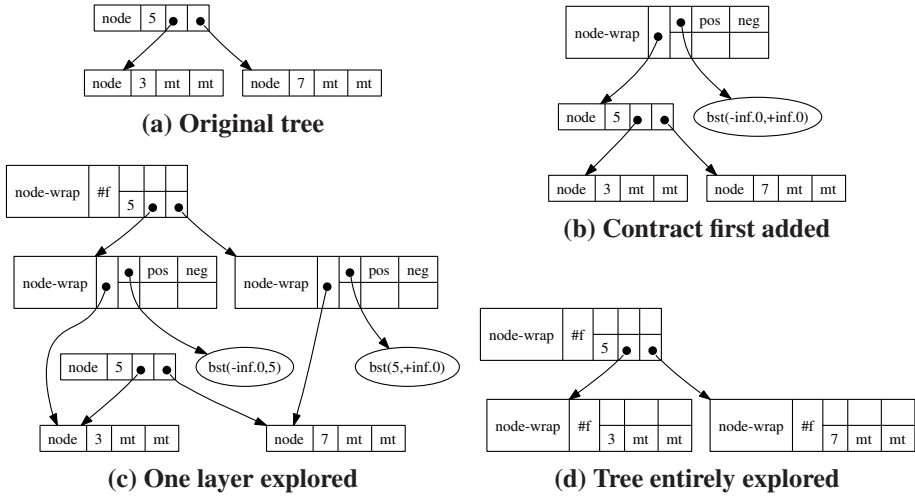 node 5
node 3 mt mt
node 7 mt mt
(a) Original tree
node-wrap pos neg
node 5
bst(-inf.0,+inf.0)
node 3 mt mt
node 7 mt mt
(b) Contract first added
node-wrap #f 5
node-wrap pos neg
node-wrap pos neg
node 5
bst(-inf.0,5)
bst(5,+inf.0)
node 3 mt mt
node 7 mt mt
(c) One layer explored
node-wrap #f 5
node-wrap #f 3 mt mt
node-wrap #f 7 mt mt
(d) Tree entirely explored